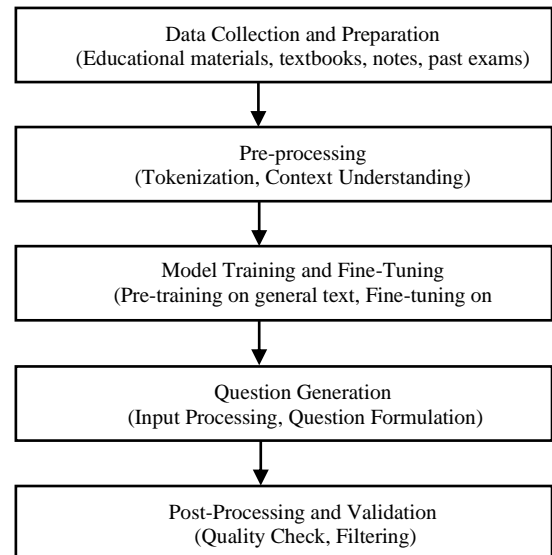 Data Collection and Preparation
(Educational materials, textbooks, notes, past exams)
Pre-processing
(Tokenization, Context Understanding)
Model Training and Fine-Tuning
(Pre-training on general text, Fine-tuning on
Question Generation
(Input Processing, Question Formulation)
Post-Processing and Validation
(Quality Check, Filtering)